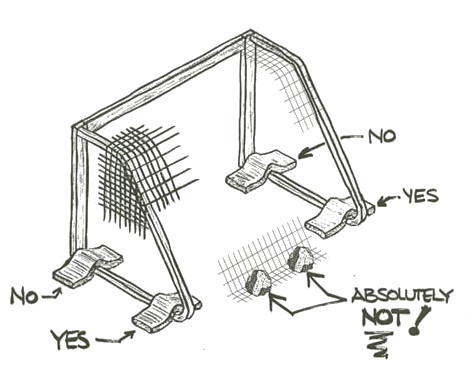 NO
YES
NO
YES
ABSOLUTELY
NOT!